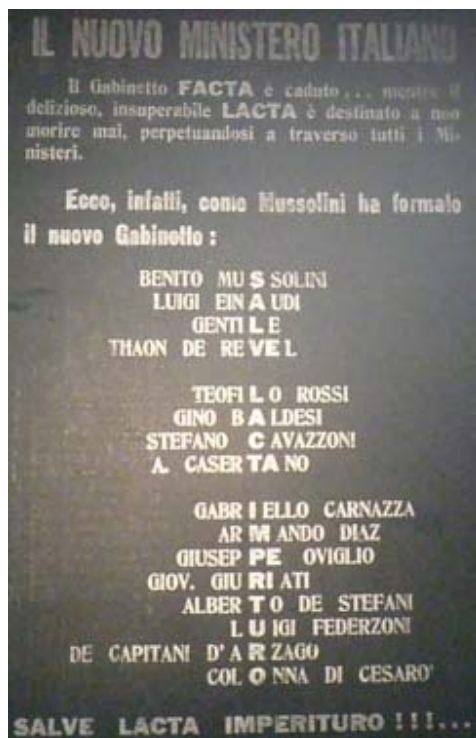 IL NUOVO MINISTERO ITALIANO
Il Gabinetto FACTA è caduto... mentre il
delizioso, insuperabile LACTA è destinato a non
morire mai, perpetuandosi a traverso tutti i Mi-
nisteri.
Ecco, infatti, come Mussolini ha formato
il nuovo Gabinetto:
BENITO MUSSOLINI
LUIGI EINAUDI
GENTILE
THAON DE REVEL
TEOFILO ROSSI
GINO BALDESI
STEFANO CAVAZZONI
A. CASERTANO
GABRIELLO CARNAZZA
ARMANDO DIAZ
GIUSEPPE OVIGLIO
GIOV. GIURIATI
ALBERTO DE STEFANI
LUIGI FEDERZONI
DE CAPITANI D'ARZAGO
COLONNA DI CESARO'
SALVE LACTA IMPERITURO!!!...